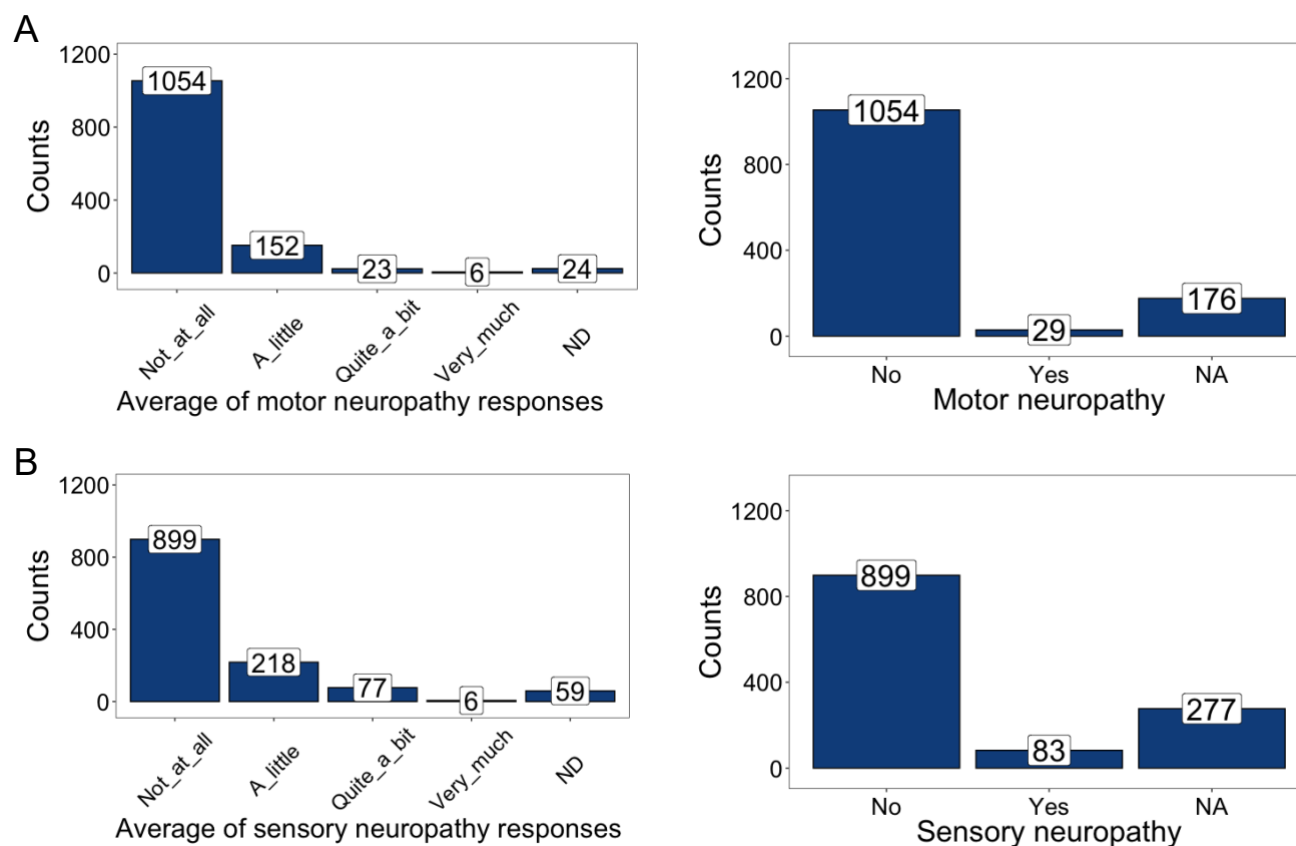 A
1200
800
400
0
Counts
1054
152
23
6
24
Not_at_all
A_little
Quite_a_bit
Very_much
ND
Average of motor neuropathy responses
1200
800
400
0
Counts
1054
29
176
No
Yes
NA
Motor neuropathy
B
1200
800
400
0
Counts
899
218
77
6
59
Not_at_all
A_little
Quite_a_bit
Very_much
ND
Average of sensory neuropathy responses
1200
800
400
0
Counts
899
83
277
No
Yes
NA
Sensory neuropathy